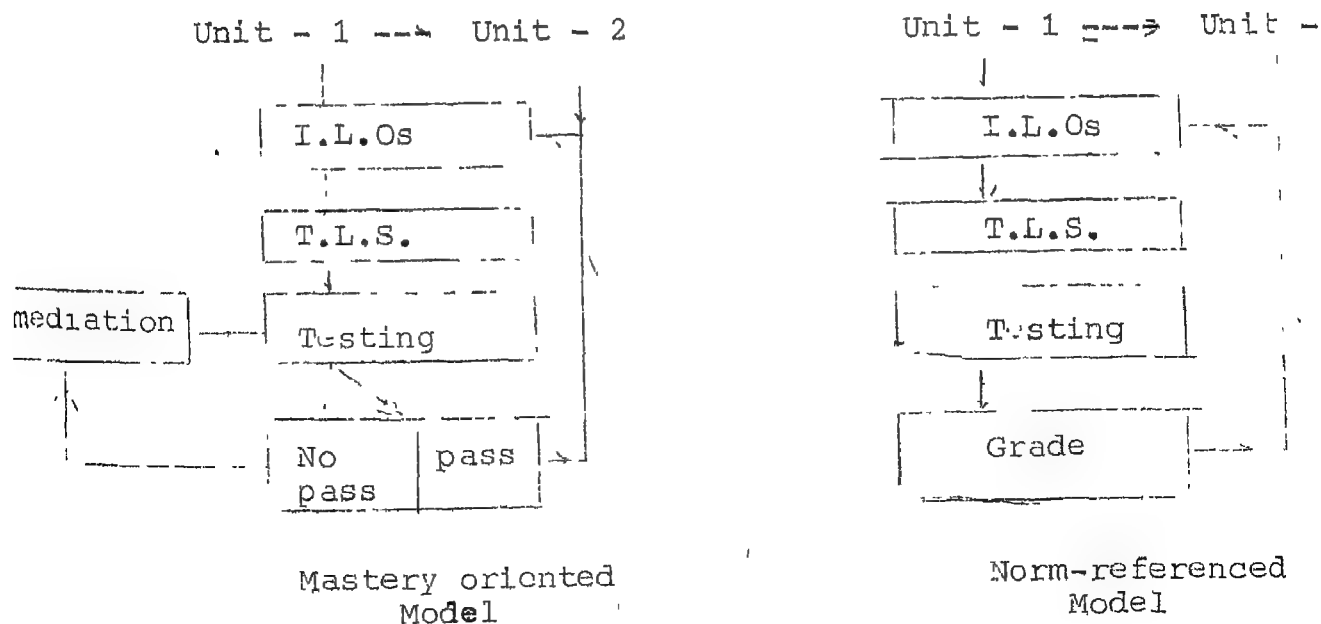 Unit - 1 ---> Unit - 2
I.L.Os
T.L.S.
mediation
Testing
No pass
pass
Mastery oriented
Model
Unit - 1 ---> Unit -
I.L.Os
T.L.S.
Testing
Grade
Norm-referenced
Model